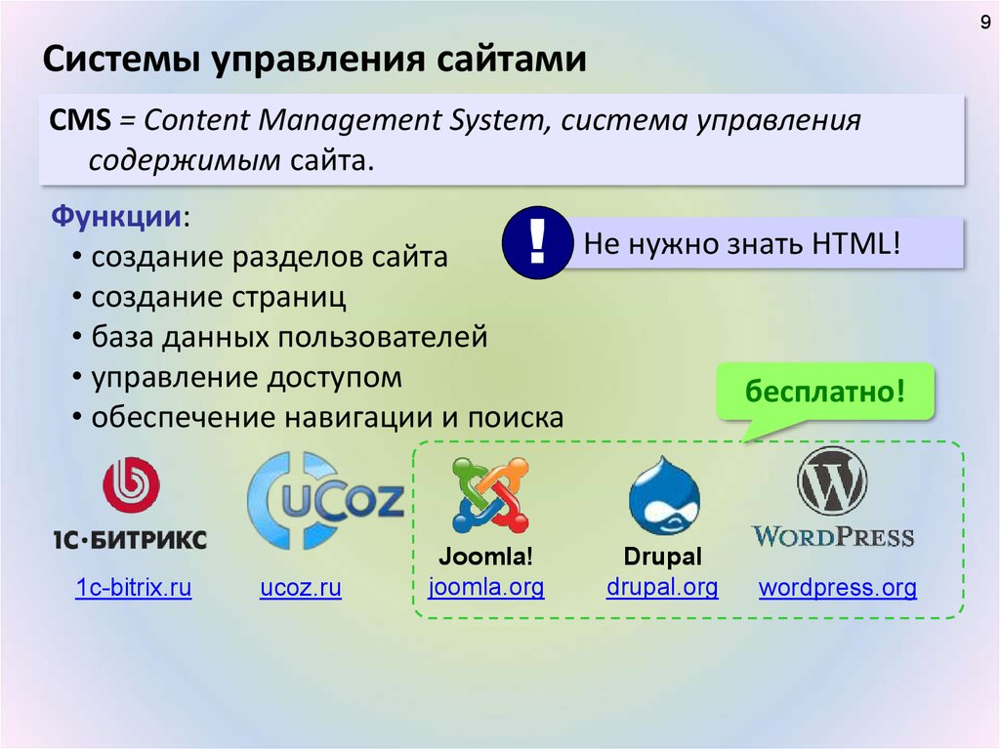 9
Системы управления сайтами
CMS = Content Management System, система управления
содержимым сайта.
Функции:
• создание разделов сайта
• создание страниц
• база данных пользователей
• управление доступом
• обеспечение навигации и поиска
! Не нужно знать HTML!
бесплатно!
1С·БИТРИКС
1c-bitrix.ru
uCoz
ucoz.ru
Joomla!
joomla.org
Drupal
drupal.org
W
WORDPRESS
wordpress.org